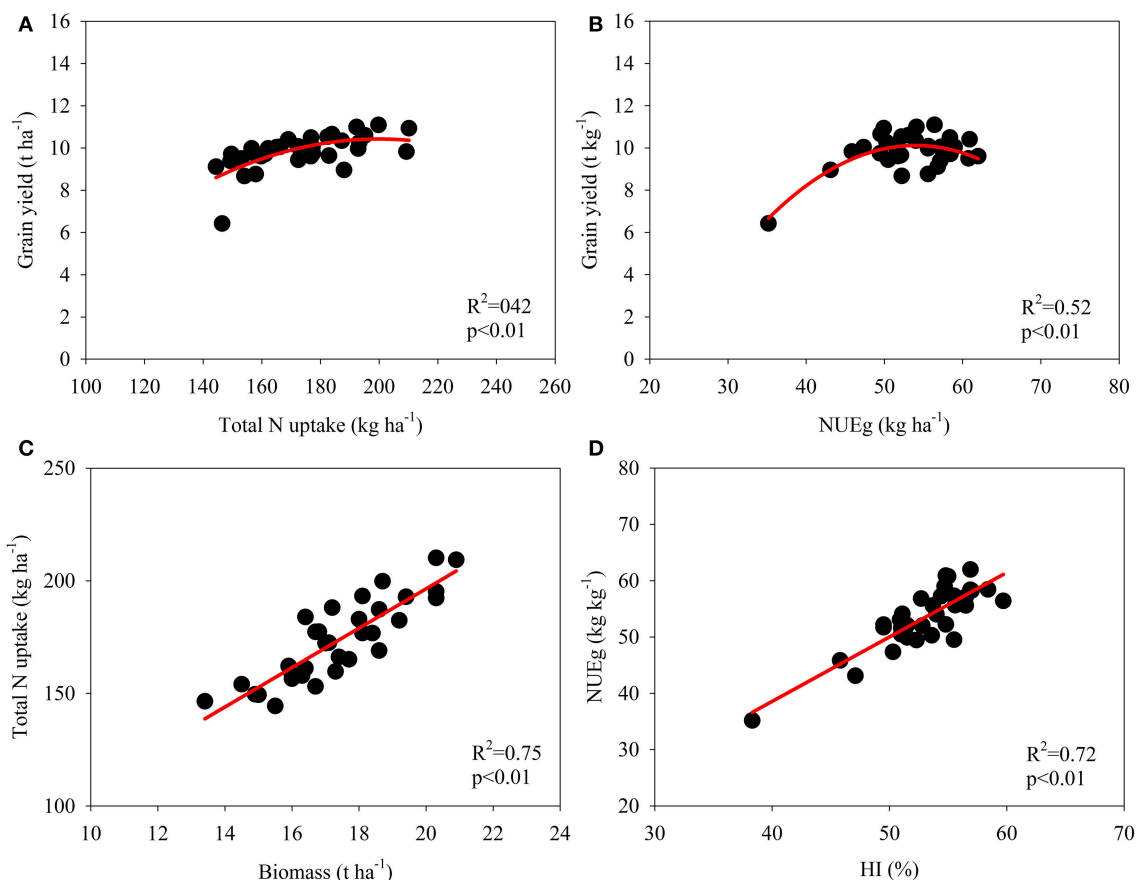 A
Grain yield (t ha⁻¹)
16
14
12
10
8
6
4
2
0
R²=042
p<0.01
100 120 140 160 180 200 220 240 260
Total N uptake (kg ha⁻¹)
B
Grain yield (t kg⁻¹)
16
14
12
10
8
6
4
2
0
R²=0.52
p<0.01
20 30 40 50 60 70 80
NUEg (kg ha⁻¹)
C
Total N uptake (kg ha⁻¹)
250
200
150
100
R²=0.75
p<0.01
10 12 14 16 18 20 22 24
Biomass (t ha⁻¹)
D
NUEg (kg kg⁻¹)
80
70
60
50
40
30
20
R²=0.72
p<0.01
30 40 50 60 70
HI (%)